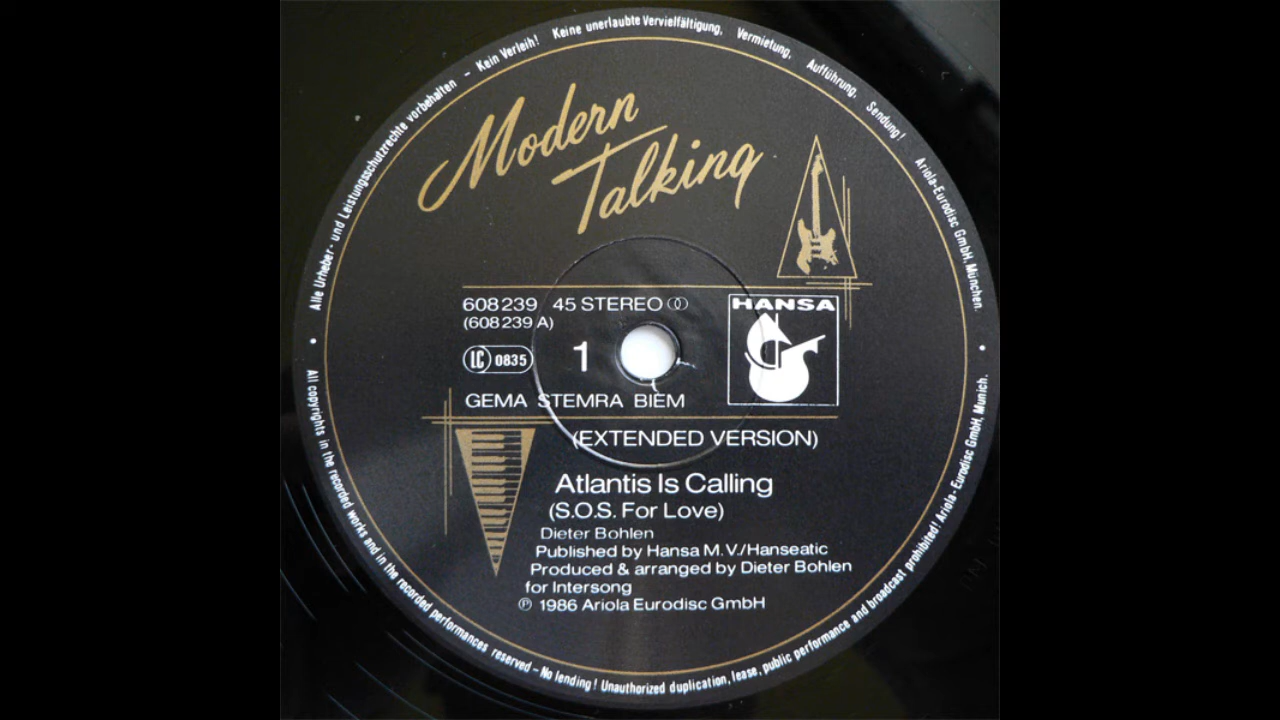 Alle Urheber- und Leistungsschutzrechte vorbehalten - Kein Verleih! Keine unerlaubte Vervielfältigung, Vermietung, Aufführung, Sendung! Ariola-Eurodisc GmbH, München.
Modern
Talking
608239 45 STEREO
(608239 A)
HANSA
LC 0835
1
GEMA STEMRA BIEM
(EXTENDED VERSION)
Atlantis Is Calling
(S.O.S. For Love)
Dieter Bohlen
Published by Hansa M.V./Hanseatic
Produced & arranged by Dieter Bohlen
for Intersong
℗ 1986 Ariola Eurodisc GmbH
All copyrights in the recorded works and in the recorded performances reserved - No lending! Unauthorized duplication, lease, public performance and broadcast prohibited! Ariola-Eurodisc GmbH, Munich.